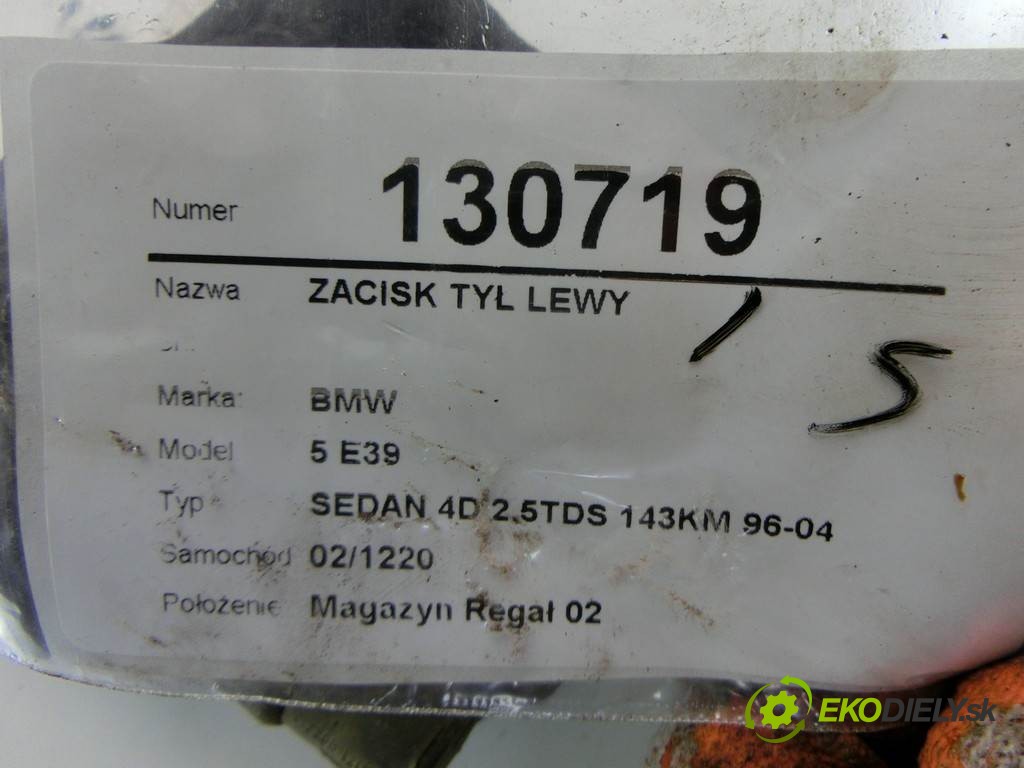 Numer 130719
Nazwa ZACISK TYŁ LEWY
Marka: BMW
Model 5 E39
Typ SEDAN 4D 2.5TDS 143KM 96-04
Samochód 02/1220
Położenie Magazyn Regał 02
5
EKODIELY.sk